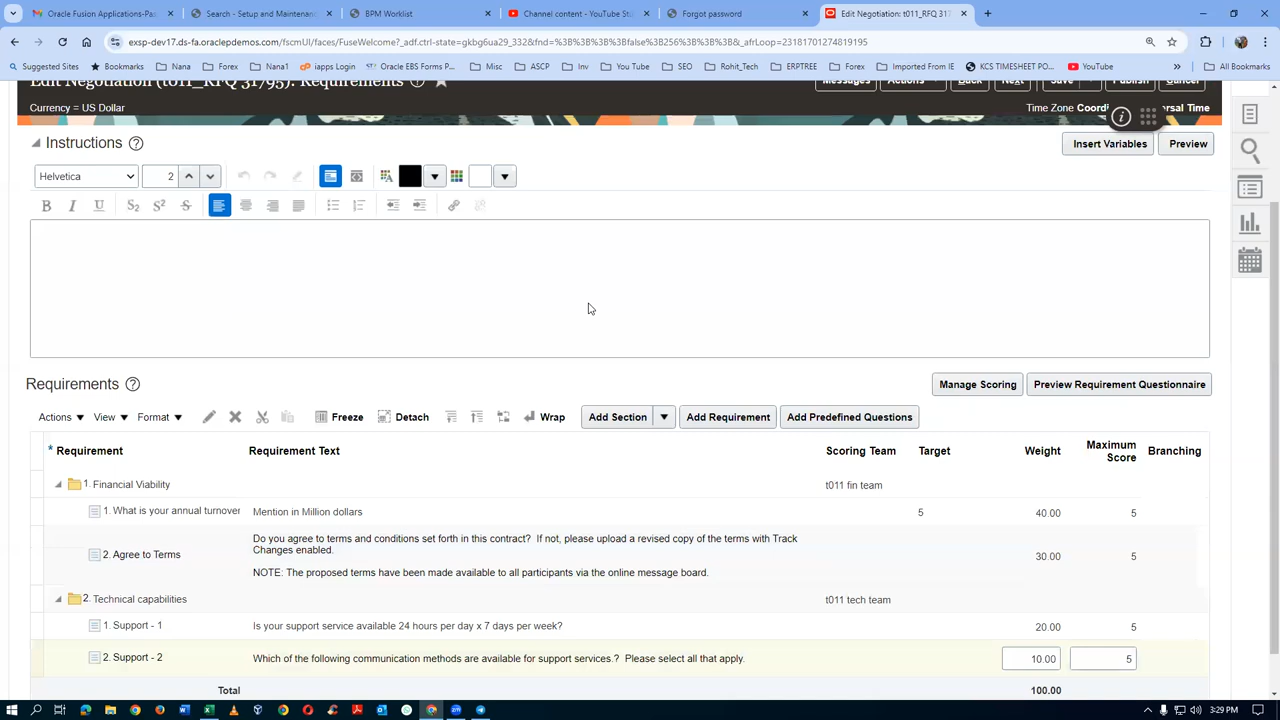 Oracle Fusion Applications-Pas
Search - Setup and Maintenanc
BPM Worklist
Channel content - YouTube Stu
Forgot password
Edit Negotiation: t011_RFQ 317
exsp-dev17.ds-fa.oraclepdemos.com/fscmUI/faces/FuseWelcome?_adf.ctrl-state=gkbg6ua29_332&fnd=%3B%3B%3B%3Bfalse%3B256%3B%3B%3B&_afrLoop=23181701274819195
Suggested Sites
Bookmarks
Nana
Forex
Nana1
iapps Login
Oracle EBS Forms P...
Misc
ASCP
Inv
You Tube
SEO
Rohit_Tech
ERPTREE
Forex
Imported From IE
KCS TIMESHEET PO...
YouTube
All Bookmarks
Edit Negotiation (t011_RFQ 31795): Requirements
Messages
Actions
Back
Next
Save
Publish
Cancel
Currency = US Dollar
Time Zone Coordi
rsal Time
Instructions
Insert Variables
Preview
Helvetica
2
Requirements
Manage Scoring
Preview Requirement Questionnaire
Actions
View
Format
Freeze
Detach
Wrap
Add Section
Add Requirement
Add Predefined Questions
* Requirement
Requirement Text
Scoring Team
Target
Weight
Maximum
Score
Branching
1. Financial Viability
t011 fin team
1. What is your annual turnover
Mention in Million dollars
5
40.00
5
2. Agree to Terms
Do you agree to terms and conditions set forth in this contract? If not, please upload a revised copy of the terms with Track
Changes enabled.
NOTE: The proposed terms have been made available to all participants via the online message board.
30.00
5
2. Technical capabilities
t011 tech team
1. Support - 1
Is your support service available 24 hours per day x 7 days per week?
20.00
5
2. Support - 2
Which of the following communication methods are available for support services.? Please select all that apply.
10.00
5
Total
100.00
3:29 PM